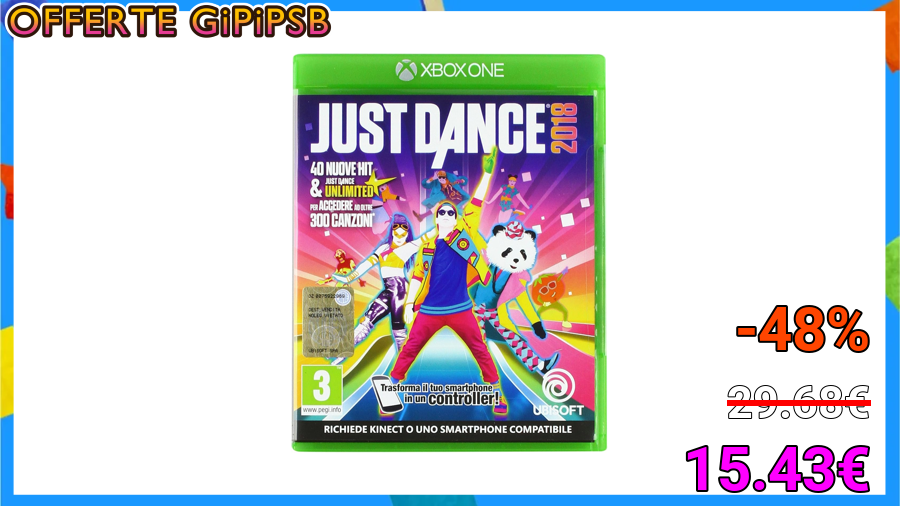 OFFERTE GiPiPSB
XBOX ONE
JUST DANCE 2018
40 NUOVE HIT
& JUST DANCE UNLIMITED
PER ACCEDERE AD OLTRE
300 CANZONI
3
www.pegi.info
Trasforma il tuo smartphone
in un controller!
UBISOFT
RICHIEDE KINECT O UNO SMARTPHONE COMPATIBILE
-48%
29.68€
15.43€